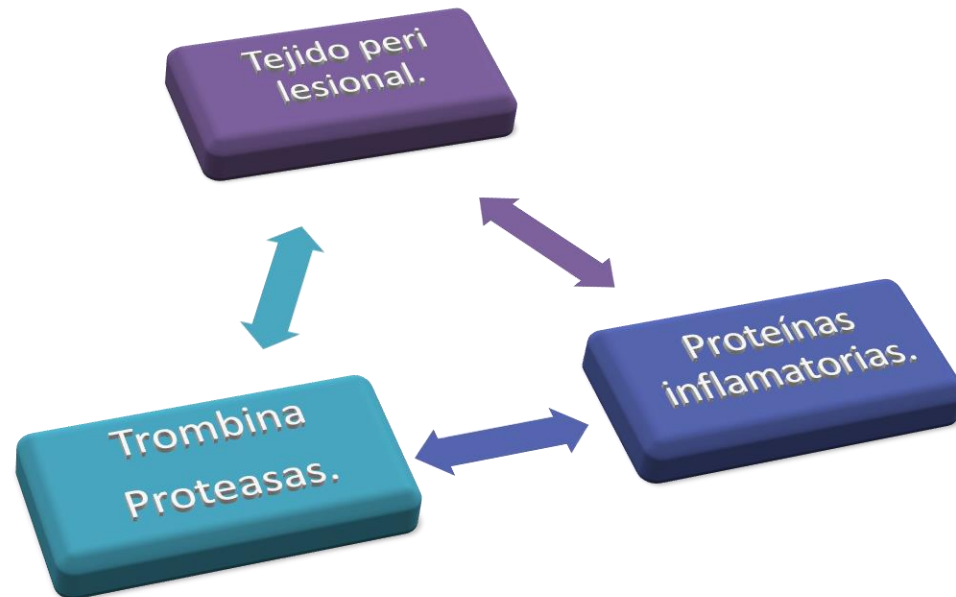 Tejido peri
lesional.
Proteínas
inflamatorias.
Trombina
Proteasas.